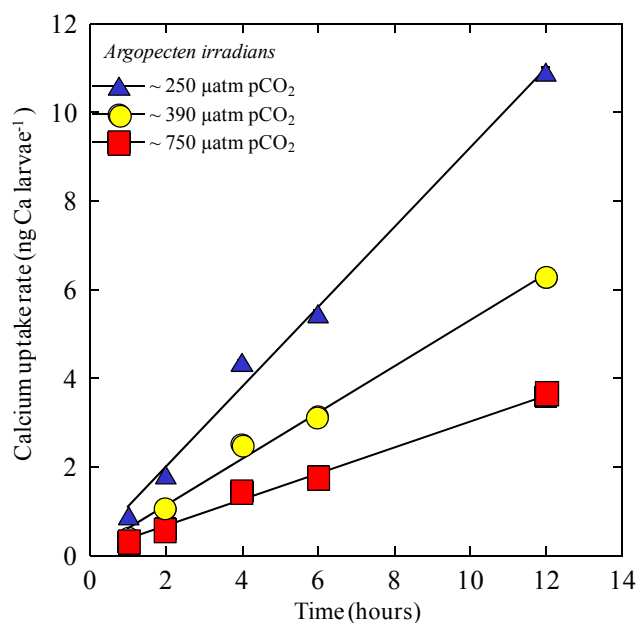 Argopecten irradians
~ 250 µatm pCO₂
~ 390 µatm pCO₂
~ 750 µatm pCO₂
Calcium uptake rate (ng Ca larvae⁻¹)
12
10
8
6
4
2
0
0 2 4 6 8 10 12 14
Time (hours)